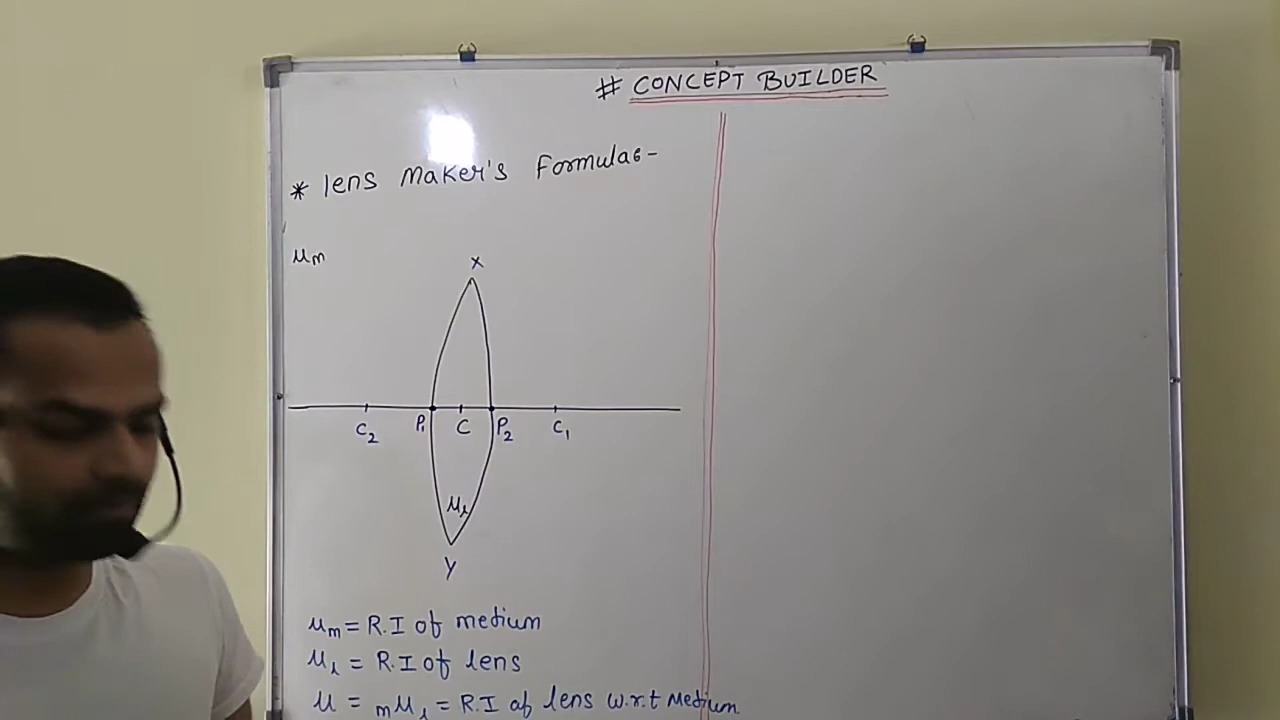 # CONCEPT BUILDER
* lens Maker's Formulae-
μm
X
C2 P1 C P2 C1
μl
Y
μm = R.I of medium
μl = R.I of lens
μ = mμl = R.I of lens w.r.t Medium